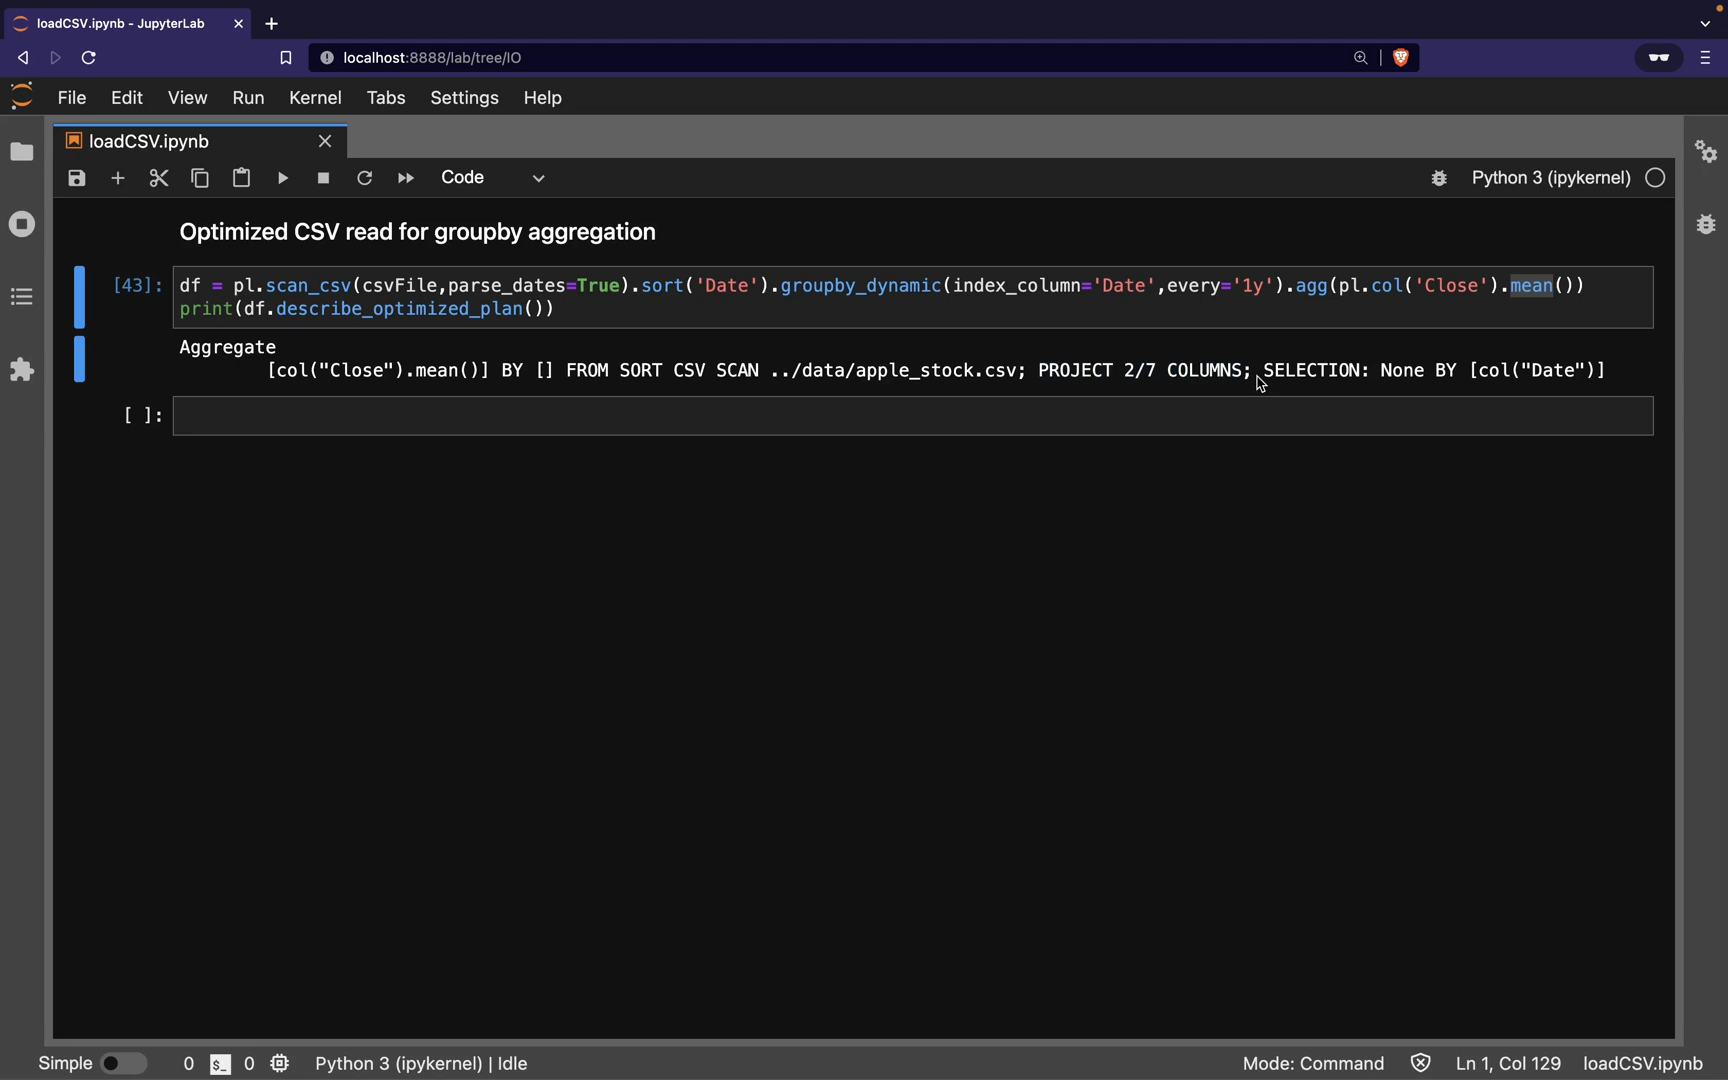 loadCSV.ipynb - JupyterLab
localhost:8888/lab/tree/IO
File Edit View Run Kernel Tabs Settings Help
loadCSV.ipynb
Code
Python 3 (ipykernel)
Optimized CSV read for groupby aggregation
[43]: df = pl.scan_csv(csvFile,parse_dates=True).sort('Date').groupby_dynamic(index_column='Date',every='1y').agg(pl.col('Close').mean())
print(df.describe_optimized_plan())
Aggregate
[col("Close").mean()] BY [] FROM SORT CSV SCAN ../data/apple_stock.csv; PROJECT 2/7 COLUMNS; SELECTION: None BY [col("Date")]
[ ]:
Simple 0 $_ 0 Python 3 (ipykernel) | Idle Mode: Command Ln 1, Col 129 loadCSV.ipynb